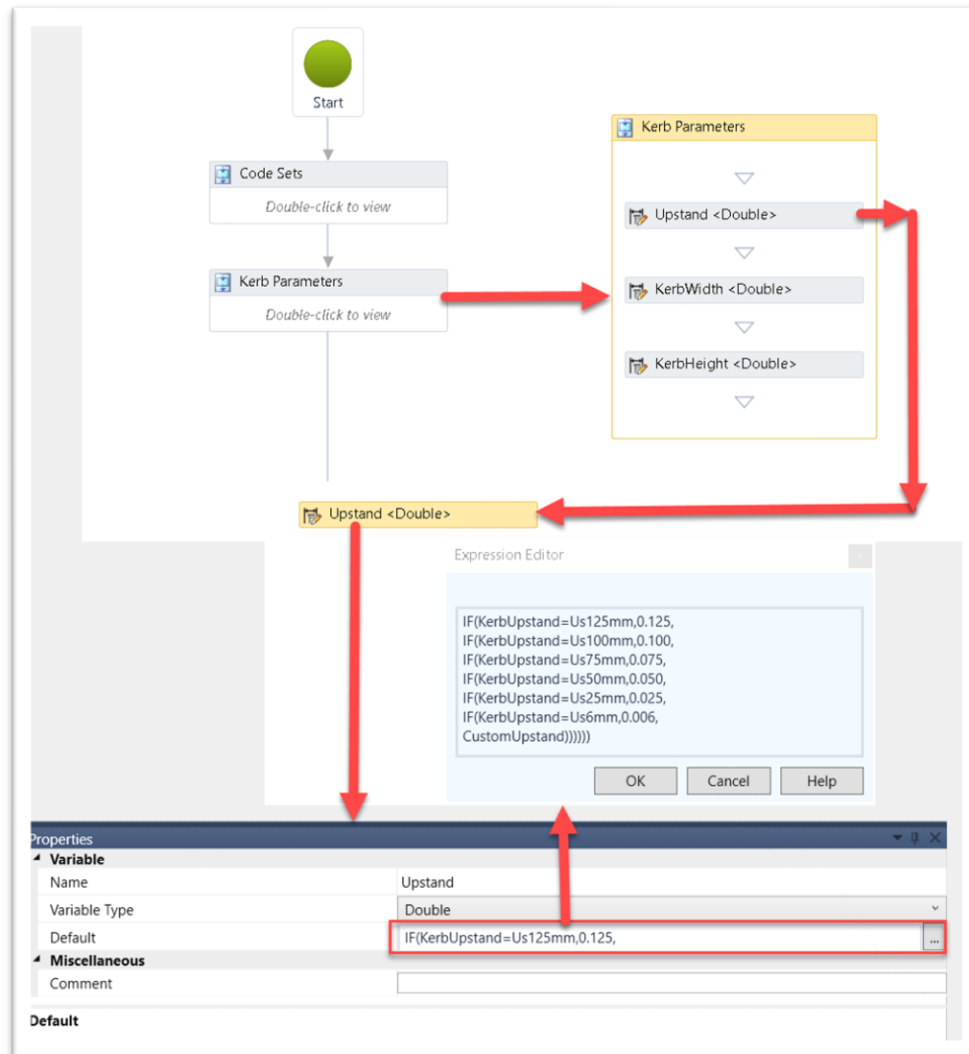 Start
Code Sets
Double-click to view
Kerb Parameters
Double-click to view
Kerb Parameters
Upstand <Double>
KerbWidth <Double>
KerbHeight <Double>
Upstand <Double>
Expression Editor
IF(KerbUpstand=Us125mm,0.125,
IF(KerbUpstand=Us100mm,0.100,
IF(KerbUpstand=Us75mm,0.075,
IF(KerbUpstand=Us50mm,0.050,
IF(KerbUpstand=Us25mm,0.025,
IF(KerbUpstand=Us6mm,0.006,
CustomUpstand))))))
OK Cancel Help
Properties
Variable
Name Upstand
Variable Type Double
Default IF(KerbUpstand=Us125mm,0.125, ...
Miscellaneous
Comment
Default